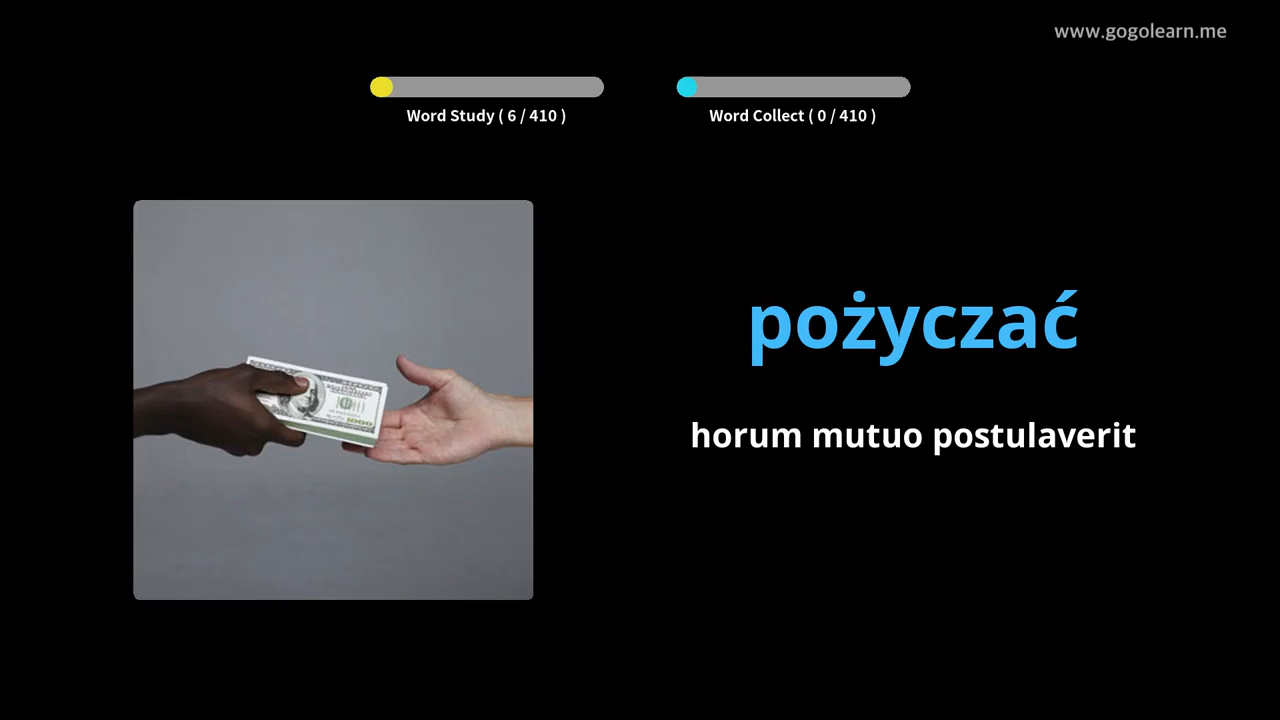 www.gogolearn.me
Word Study ( 6 / 410 )
Word Collect ( 0 / 410 )
pożyczać
horum mutuo postulaverit